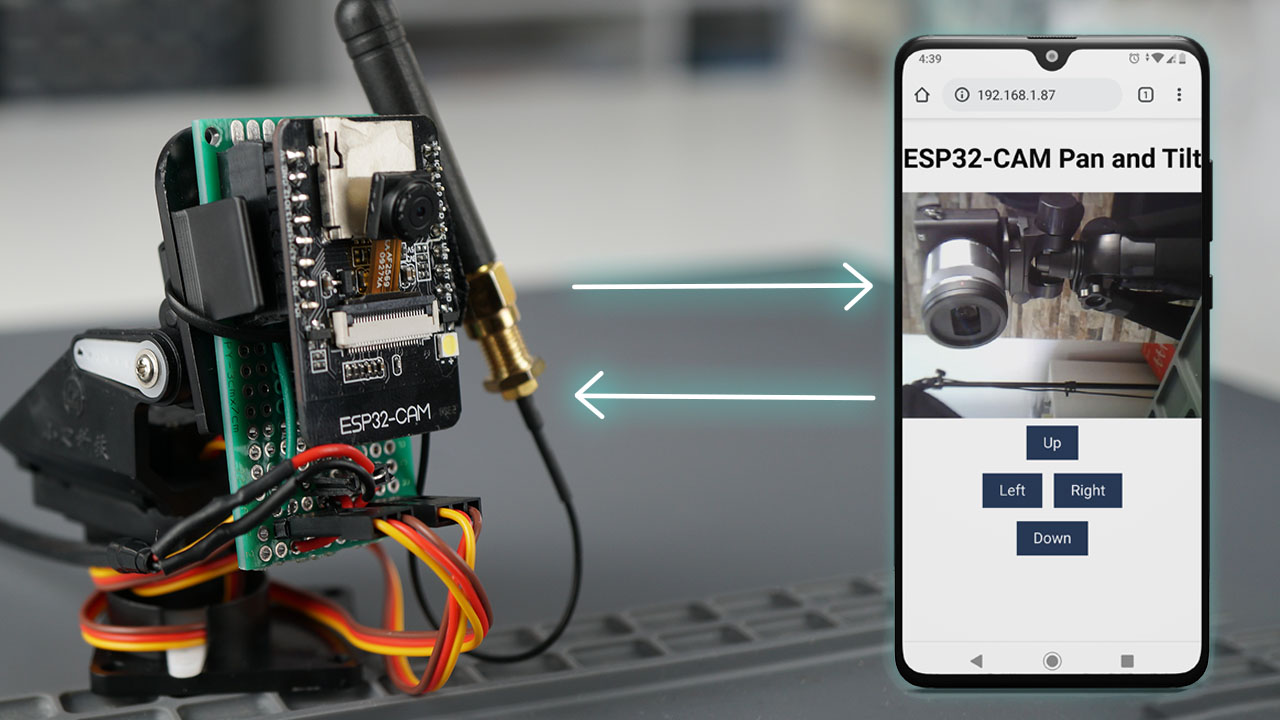 ESP32-CAM
4:39
192.168.1.87
1
ESP32-CAM Pan and Tilt
Up
Left
Right
Down